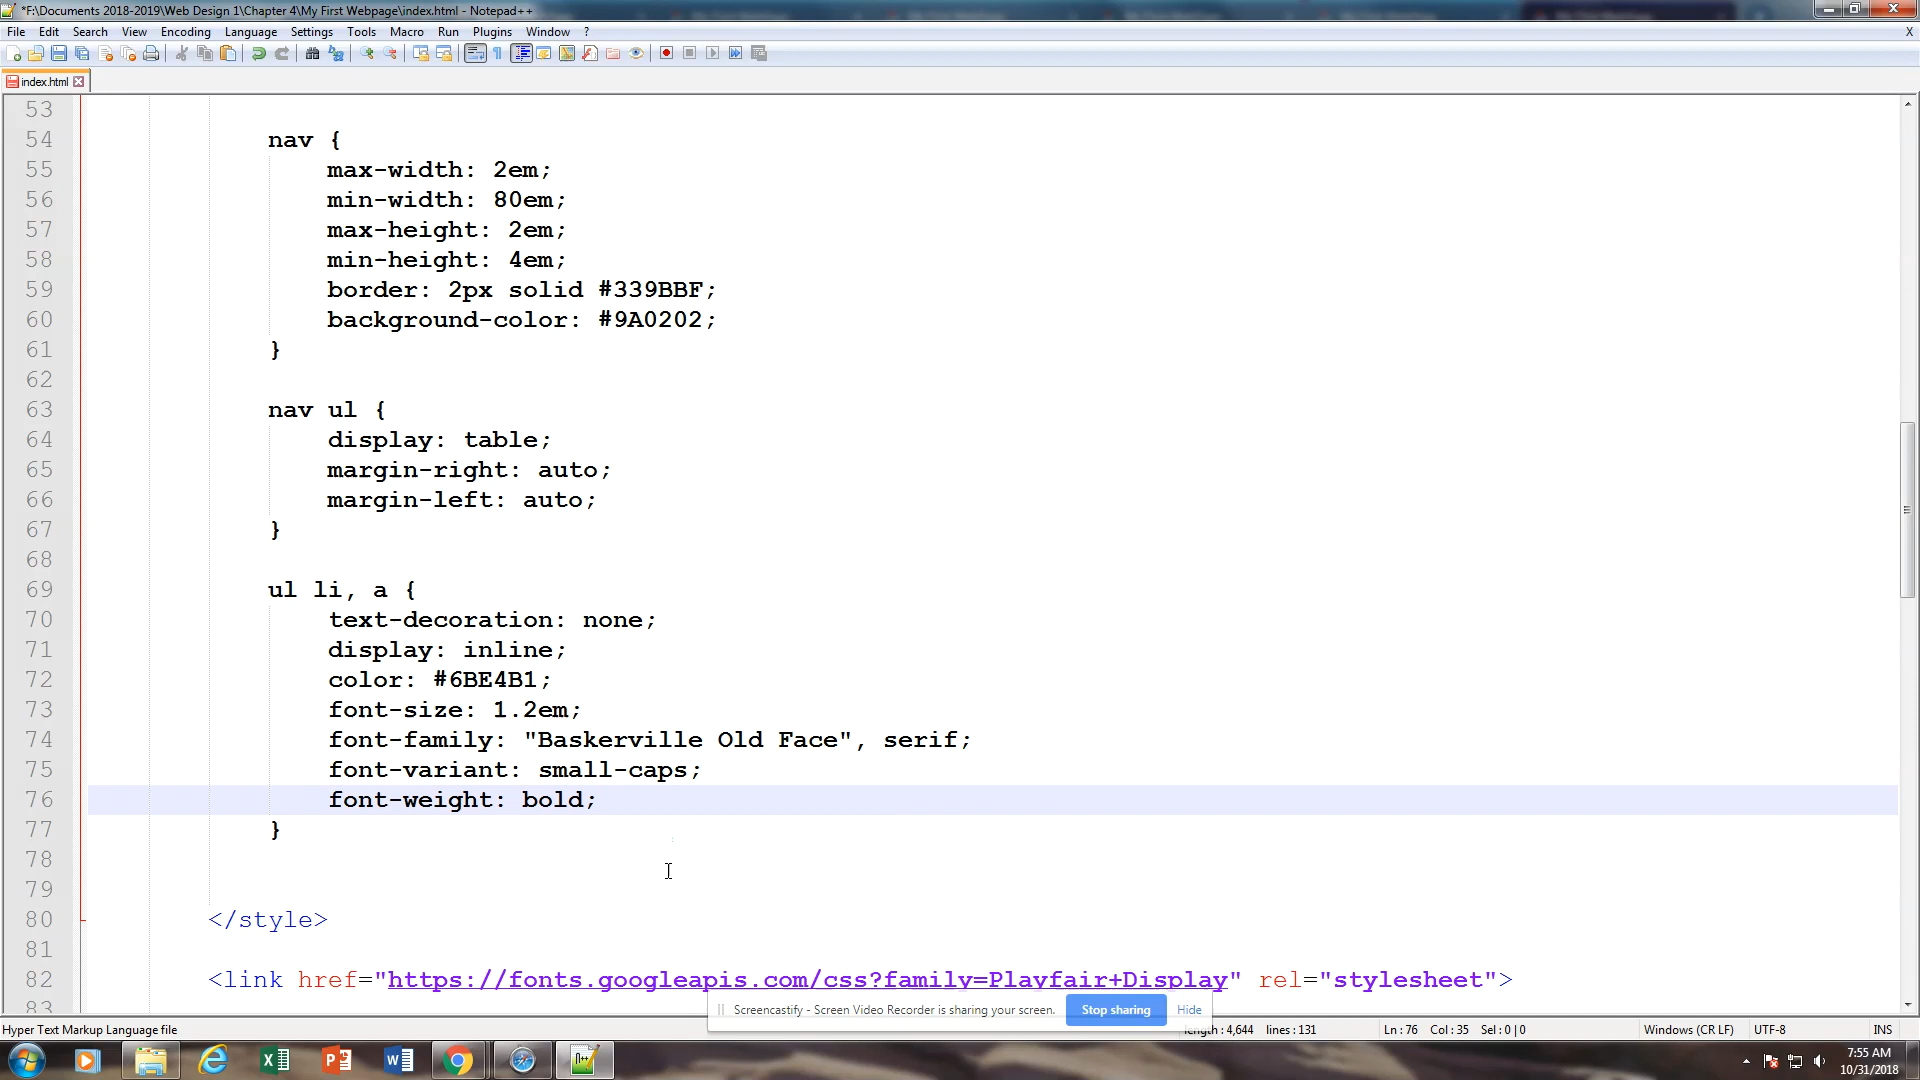 *F:\Documents 2018-2019\Web Design 1\Chapter 4\My First Webpage\index.html - Notepad++
File Edit Search View Encoding Language Settings Tools Macro Run Plugins Window ? X
index.html
53
54 nav {
55 max-width: 2em;
56 min-width: 80em;
57 max-height: 2em;
58 min-height: 4em;
59 border: 2px solid #339BBF;
60 background-color: #9A0202;
61 }
62
63 nav ul {
64 display: table;
65 margin-right: auto;
66 margin-left: auto;
67 }
68
69 ul li, a {
70 text-decoration: none;
71 display: inline;
72 color: #6BE4B1;
73 font-size: 1.2em;
74 font-family: "Baskerville Old Face", serif;
75 font-variant: small-caps;
76 font-weight: bold;
77 }
78
79
80 </style>
81
82 <link href="https://fonts.googleapis.com/css?family=Playfair+Display" rel="stylesheet">
83
Screencastify - Screen Video Recorder is sharing your screen. Stop sharing Hide
Hyper Text Markup Language file length : 4,644 lines : 131 Ln : 76 Col : 35 Sel : 0 | 0 Windows (CR LF) UTF-8 INS
7:55 AM
10/31/2018